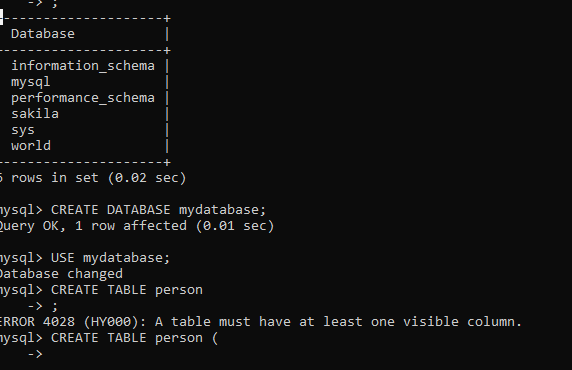 -> ;
--------------------+
Database           |
--------------------+
information_schema |
mysql              |
performance_schema |
sakila             |
sys                |
world              |
--------------------+
6 rows in set (0.02 sec)
mysql> CREATE DATABASE mydatabase;
Query OK, 1 row affected (0.01 sec)
mysql> USE mydatabase;
Database changed
mysql> CREATE TABLE person
-> ;
ERROR 4028 (HY000): A table must have at least one visible column.
mysql> CREATE TABLE person (
->